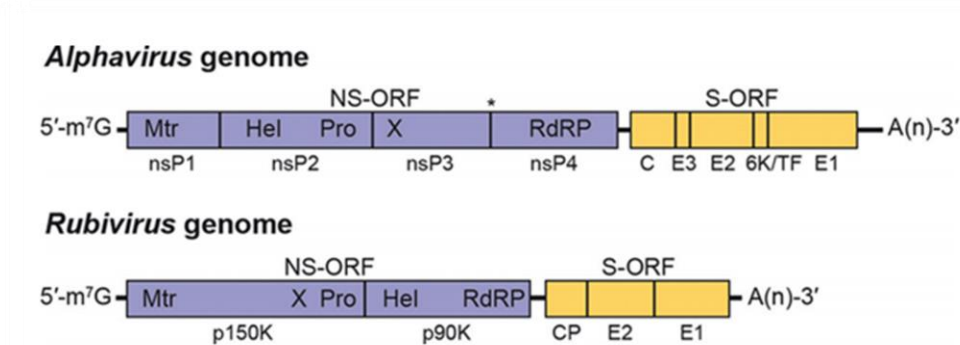 Alphavirus genome
NS-ORF * S-ORF
5′-m⁷G Mtr Hel Pro X RdRP A(n)-3′
nsP1 nsP2 nsP3 nsP4 C E3 E2 6K/TF E1
Rubivirus genome
NS-ORF S-ORF
5′-m⁷G Mtr X Pro Hel RdRP A(n)-3′
p150K p90K CP E2 E1